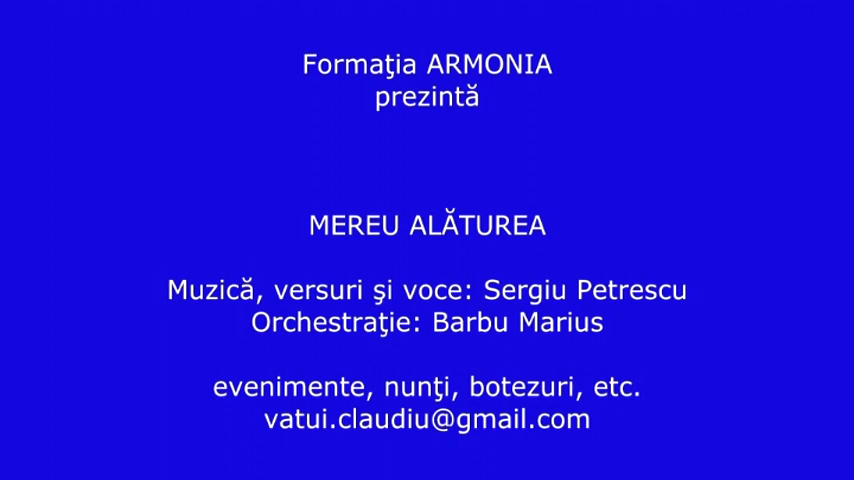 Formaţia ARMONIA
prezintă
MEREU ALĂTUREA
Muzică, versuri şi voce: Sergiu Petrescu
Orchestraţie: Barbu Marius
evenimente, nunţi, botezuri, etc.
vatui.claudiu@gmail.com